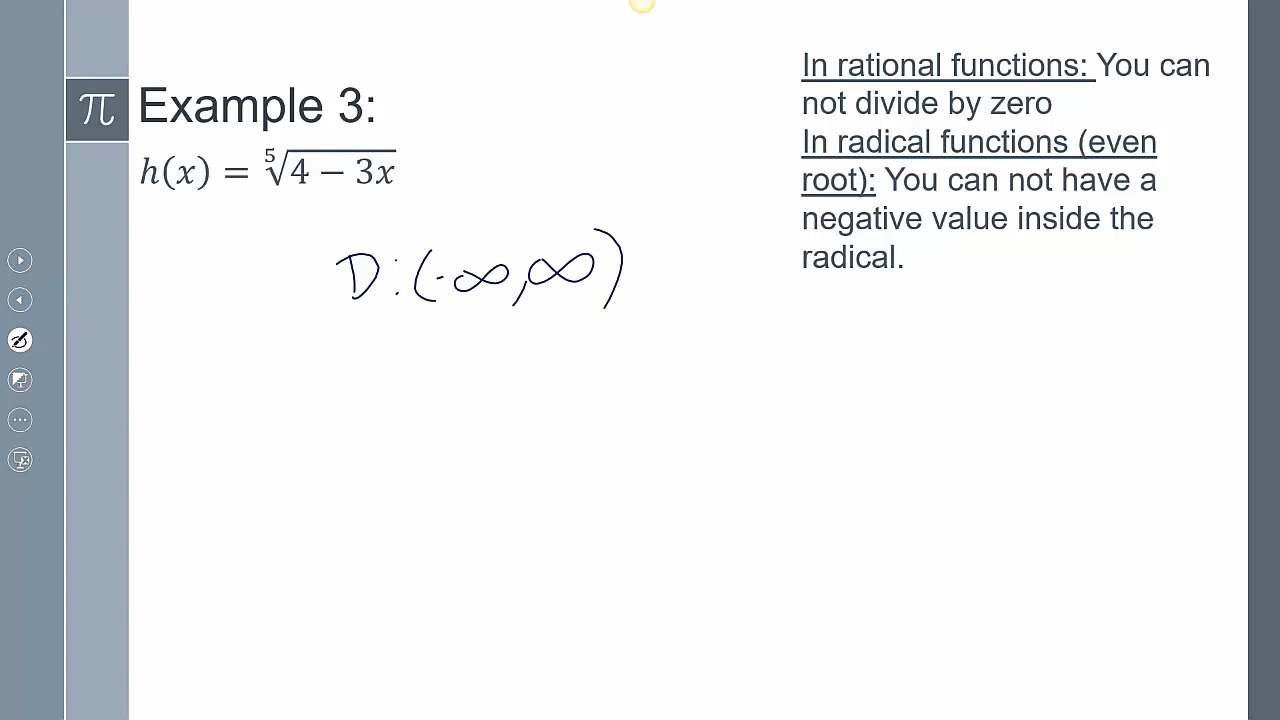 π
Example 3:
h(x) = ⁵√(4 − 3x)
D:(-∞,∞)
In rational functions: You can
not divide by zero
In radical functions (even
root): You can not have a
negative value inside the
radical.